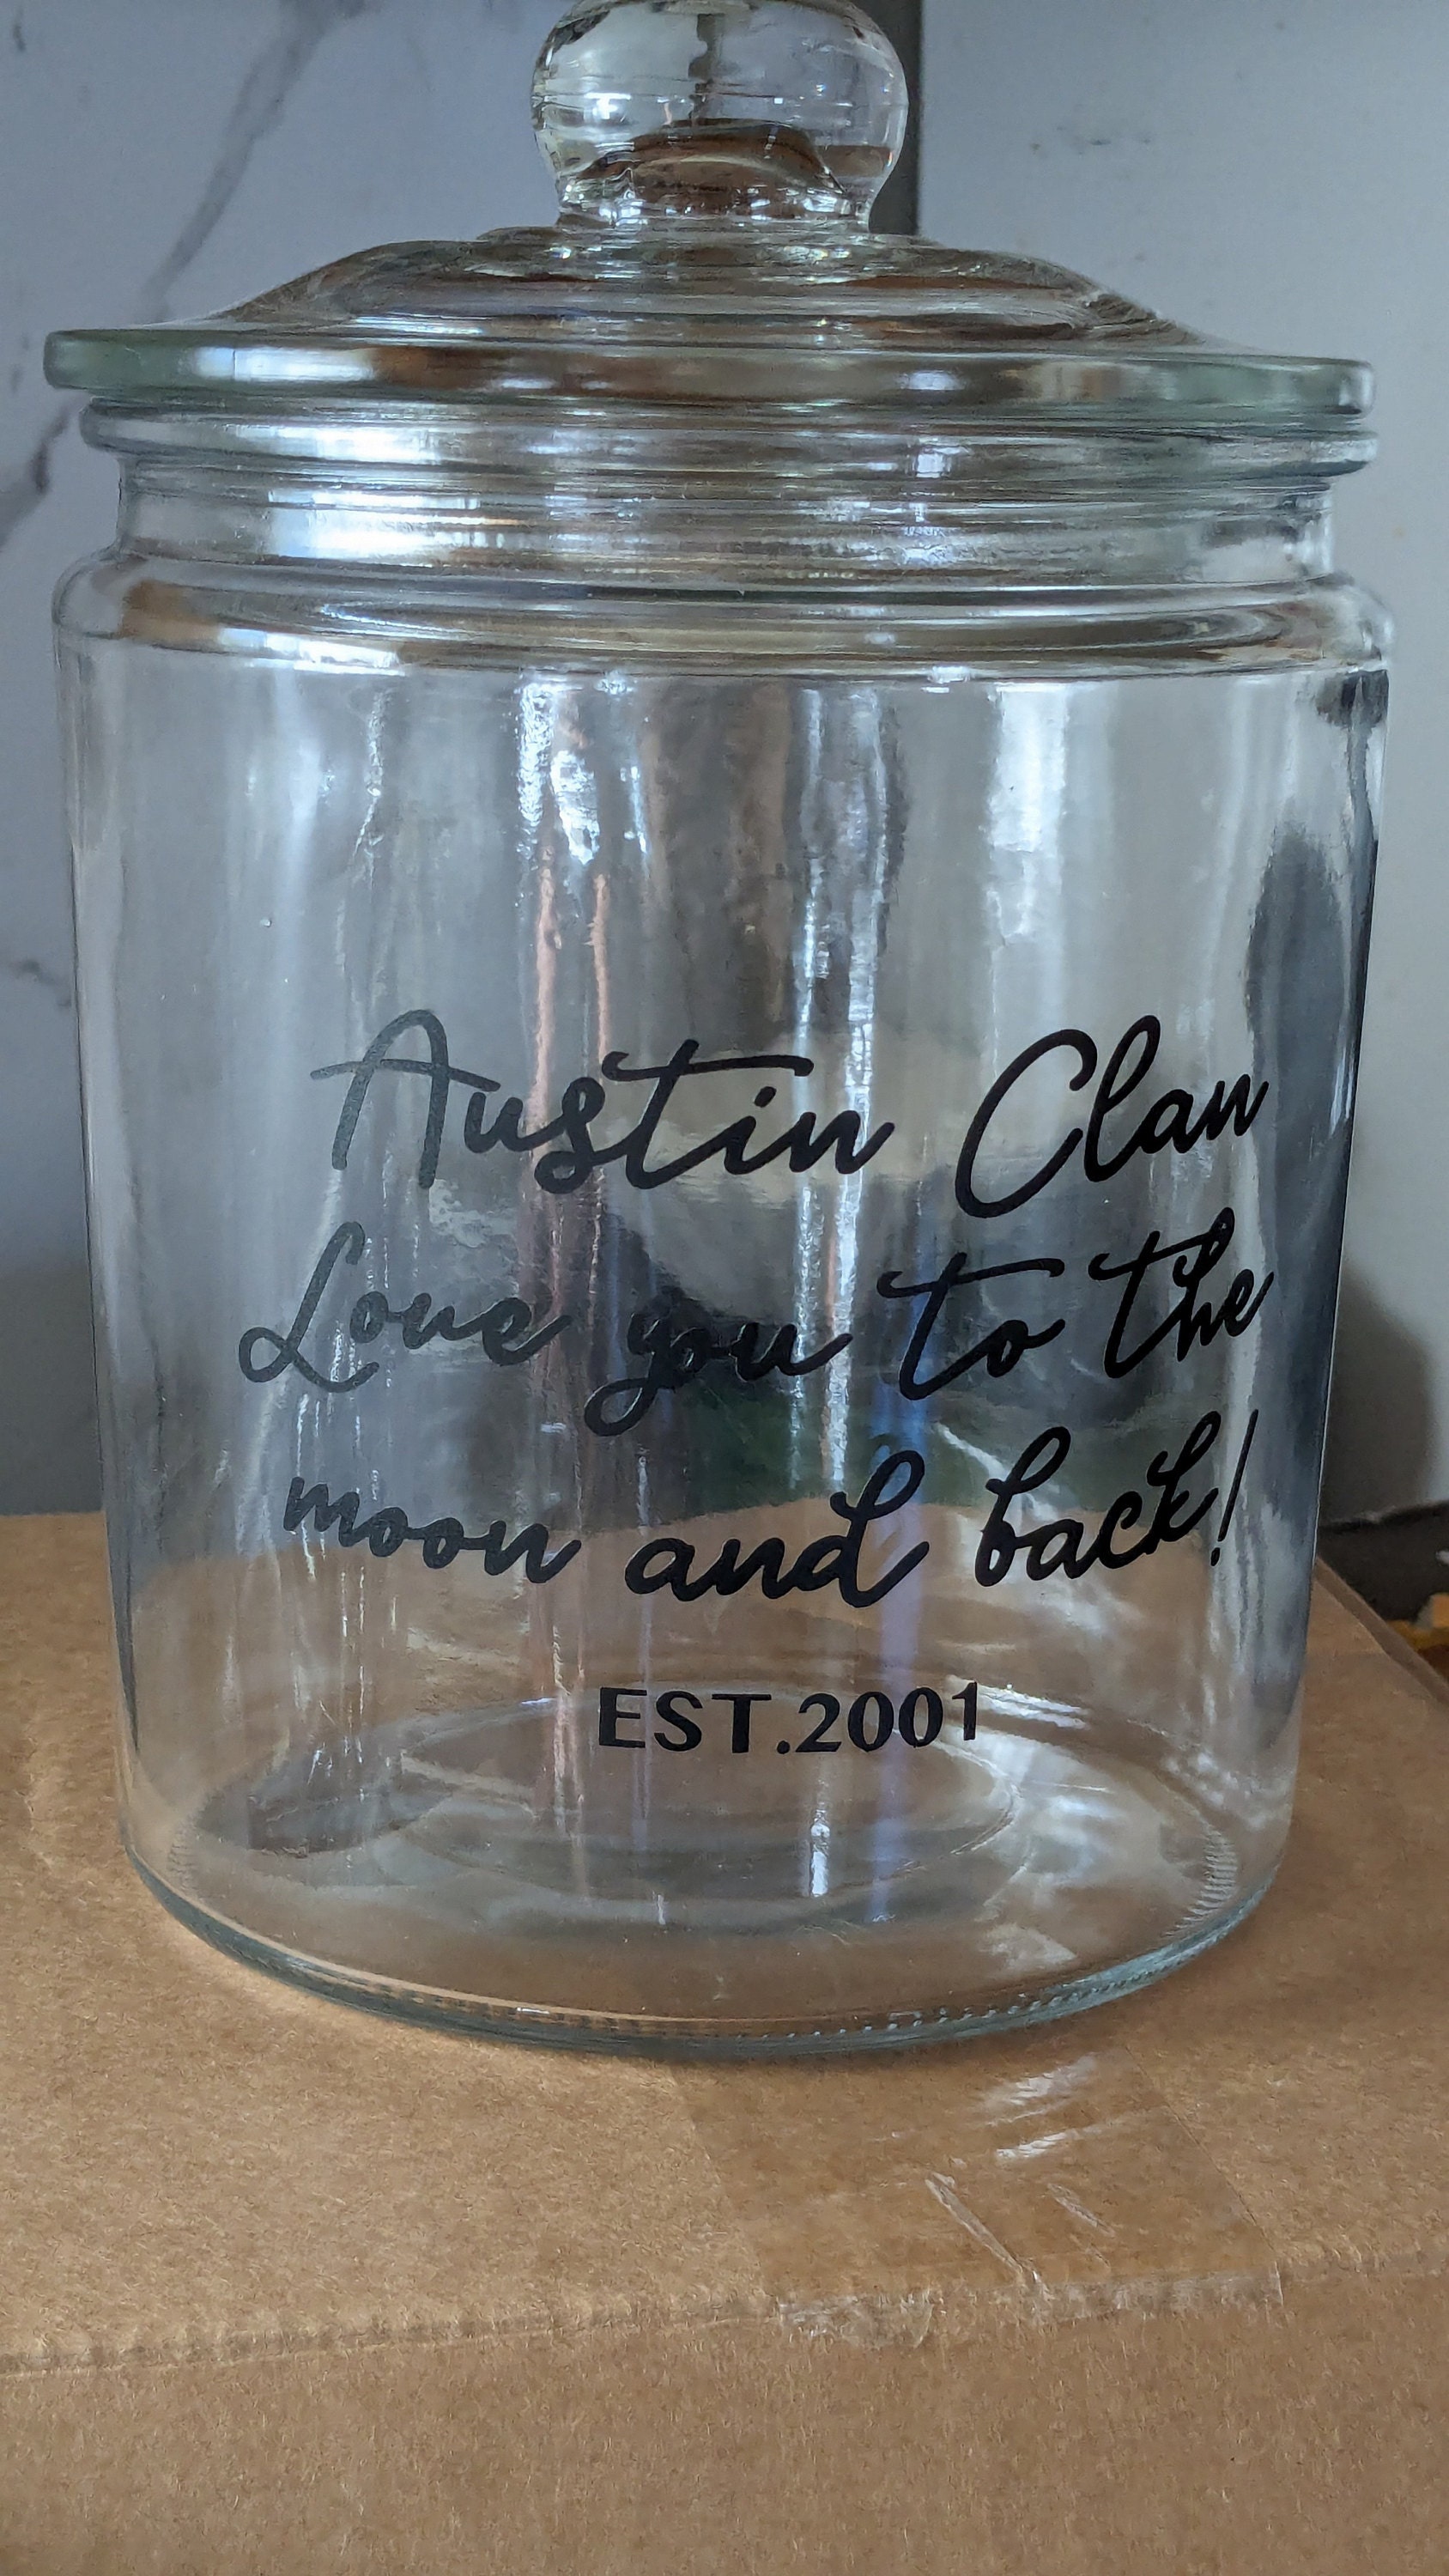 Austin Clan
Love you to the
moon and back!
EST.2001